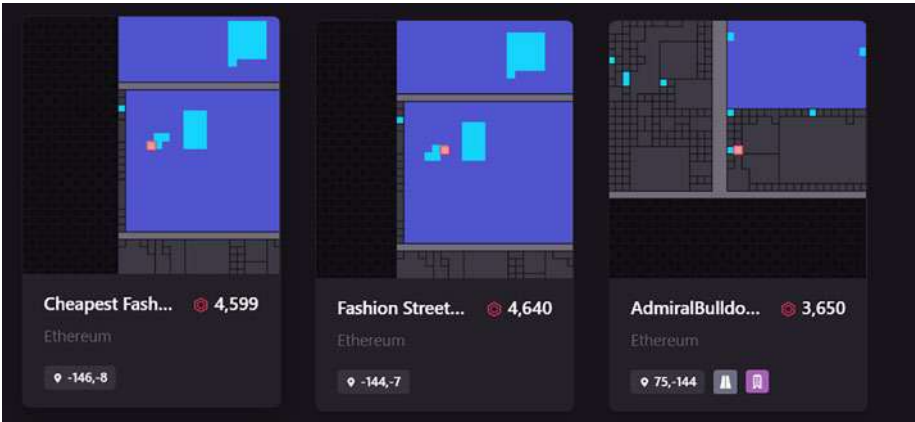 Cheapest Fash... 4,599
Ethereum
-146,-8
Fashion Street... 4,640
Ethereum
-144,-7
AdmiralBulldo... 3,650
Ethereum
75,-144